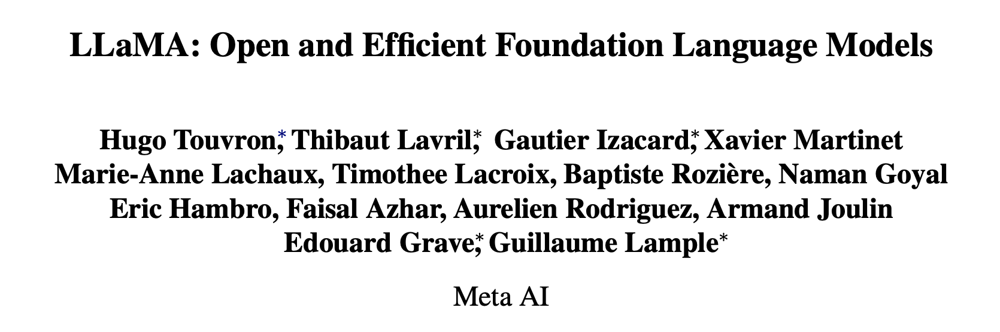 LLaMA: Open and Efficient Foundation Language Models
Hugo Touvron,* Thibaut Lavril,* Gautier Izacard,* Xavier Martinet
Marie-Anne Lachaux, Timothee Lacroix, Baptiste Rozière, Naman Goyal
Eric Hambro, Faisal Azhar, Aurelien Rodriguez, Armand Joulin
Edouard Grave,* Guillaume Lample*
Meta AI